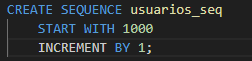 CREATE SEQUENCE usuarios_seq
START WITH 1000
INCREMENT BY 1;